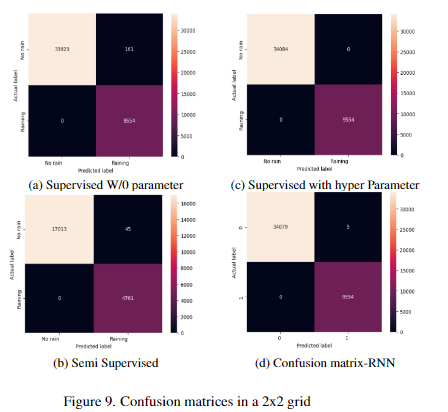 No rain
Raining
Actual label
33923 161
0 9554
No rain Raining
Predicted label
30000
25000
20000
15000
10000
5000
0
(a) Supervised W/0 parameter
No rain
Raining
Actual label
34084 0
0 9554
No rain Raining
Predicted label
30000
25000
20000
15000
10000
5000
0
(c) Supervised with hyper Parameter
No rain
Raining
Actual label
17013 45
0 4761
No rain Raining
Predicted label
16000
14000
12000
10000
8000
6000
4000
2000
0
(b) Semi Supervised
0
1
Actual label
34079 5
0 9554
0 1
Predicted label
30000
25000
20000
15000
10000
5000
0
(d) Confusion matrix-RNN
Figure 9. Confusion matrices in a 2x2 grid